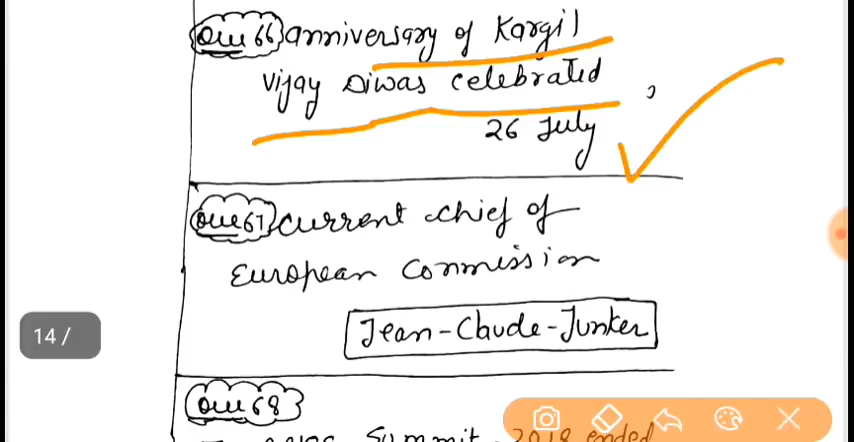 Que 66 anniversary of Kargil
Vijay Diwas celebrated,
26 July
Que 67 Current chief of
European Commission
Jean-Claude-Junker
14 /
Que 68
Summit 2018 ended